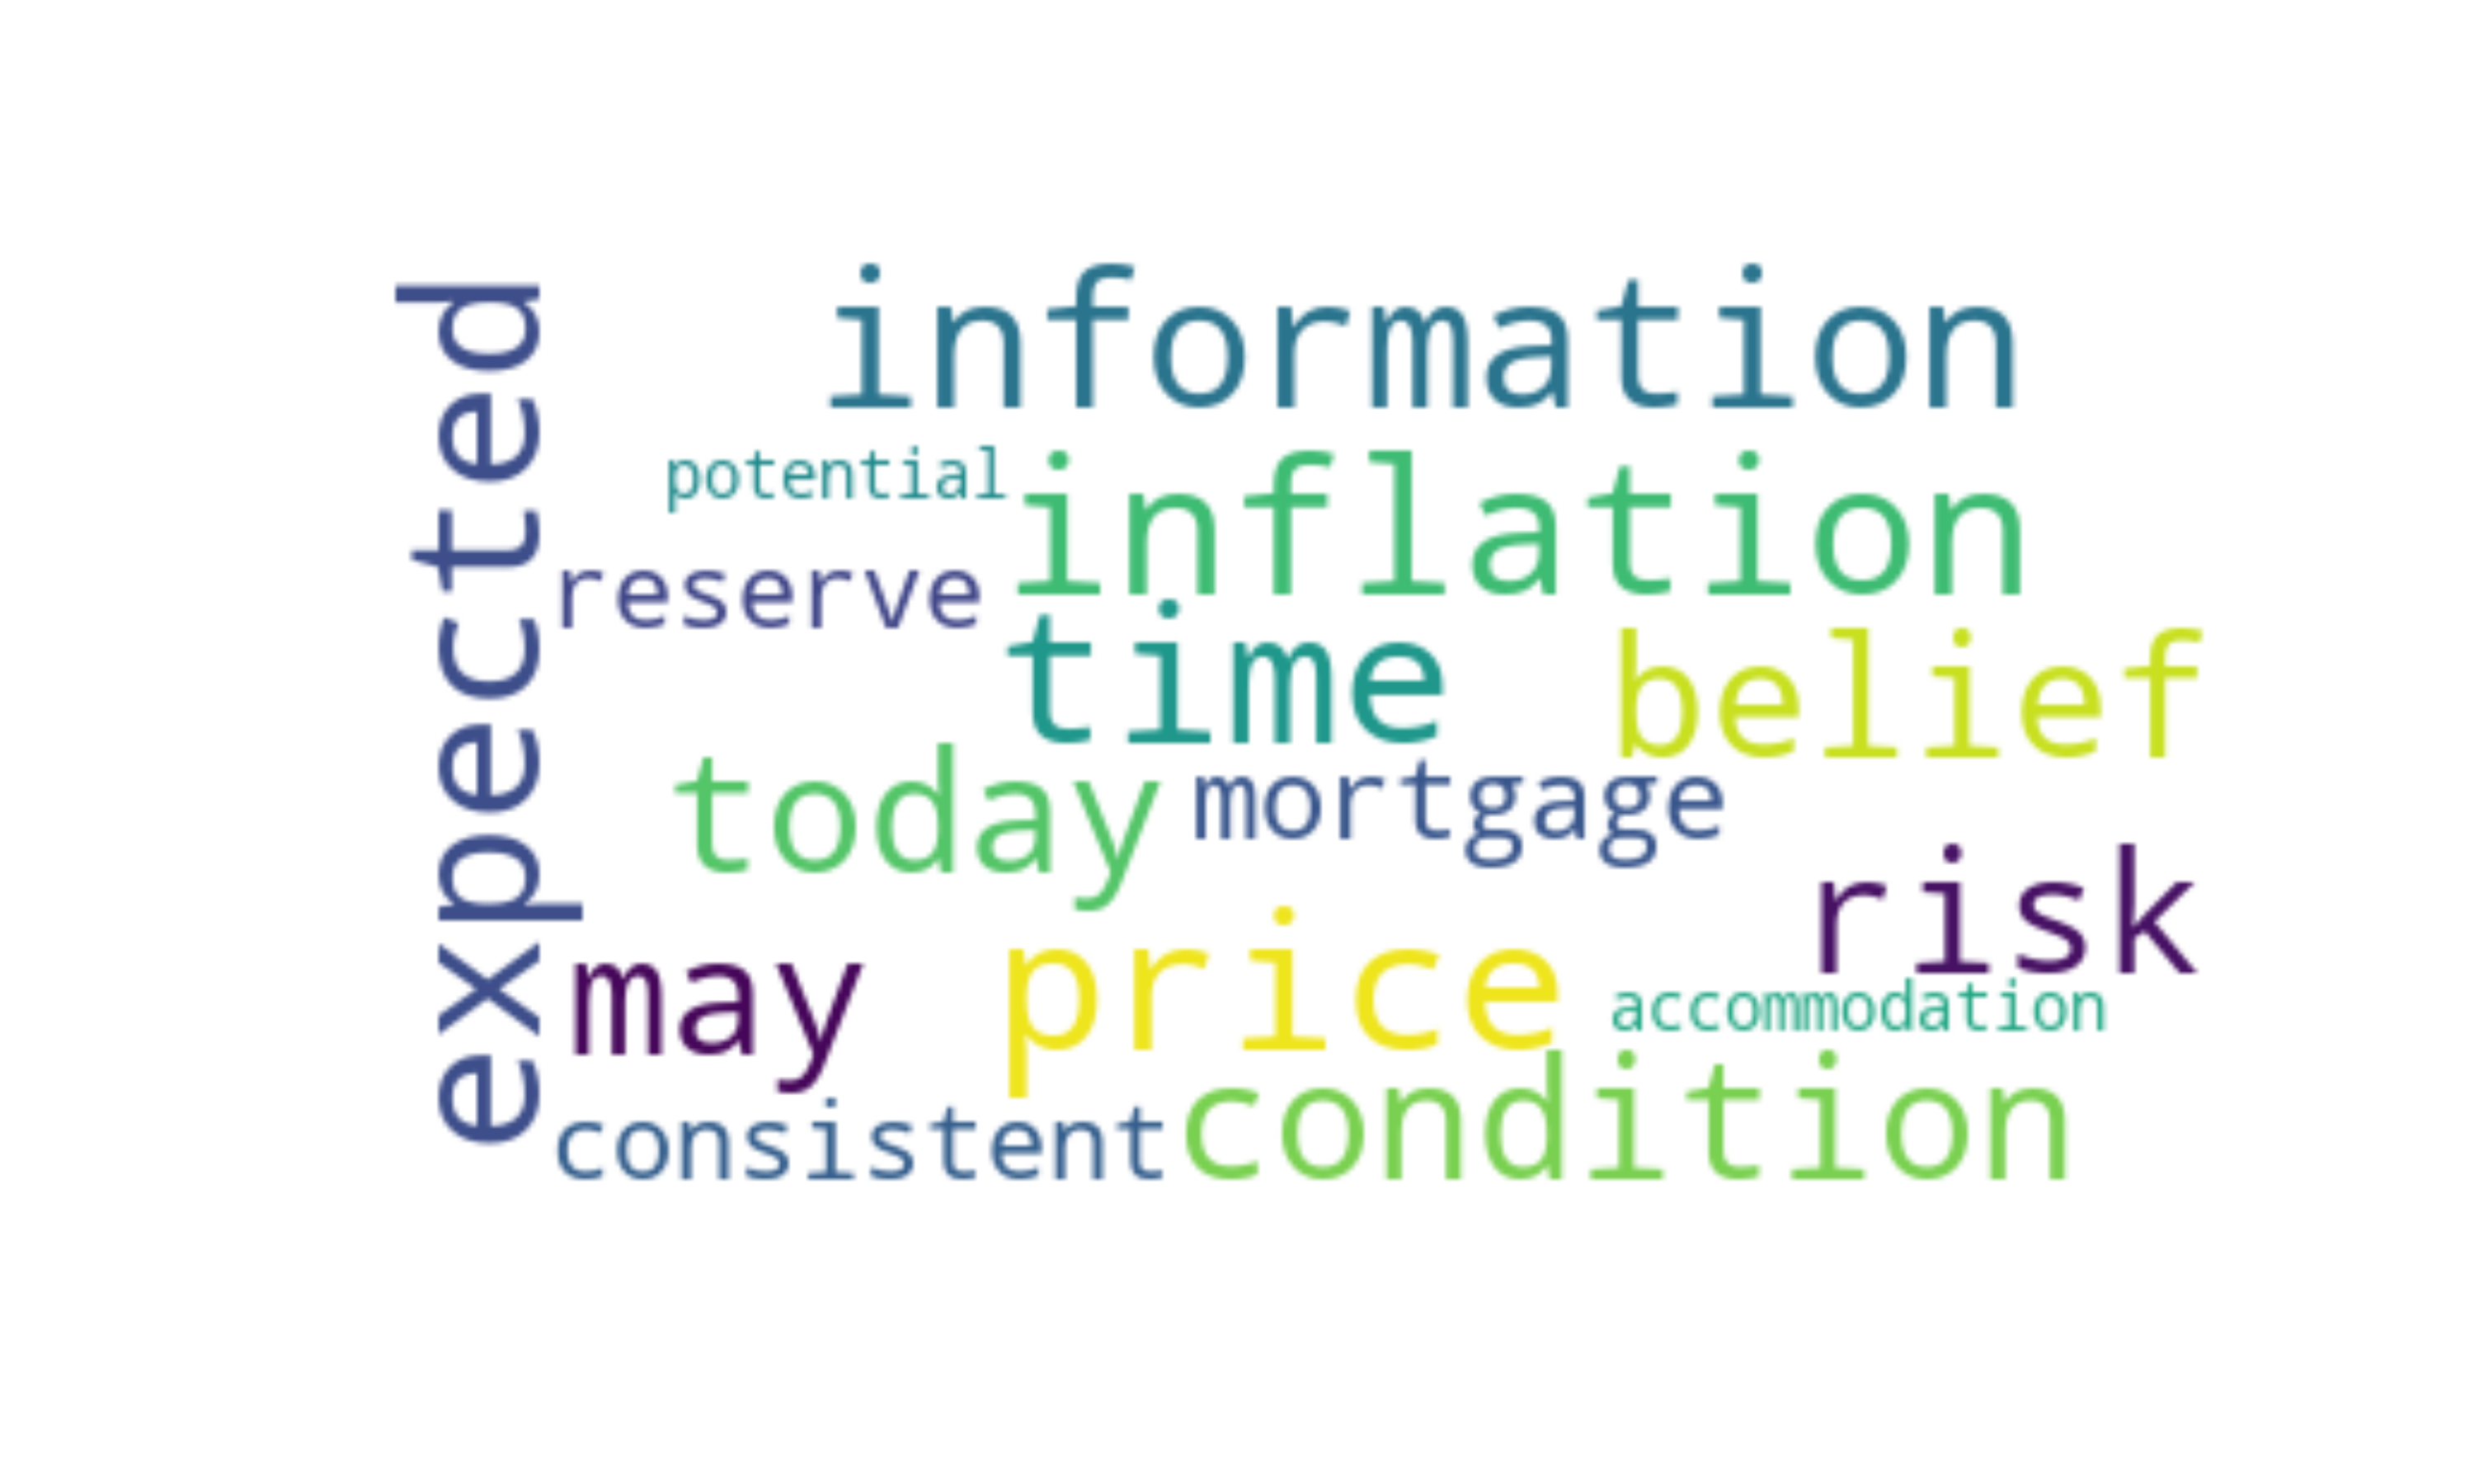 expected
information
potential
inflation
reserve
time
belief
today
mortgage
risk
may
price
accommodation
consistent
condition